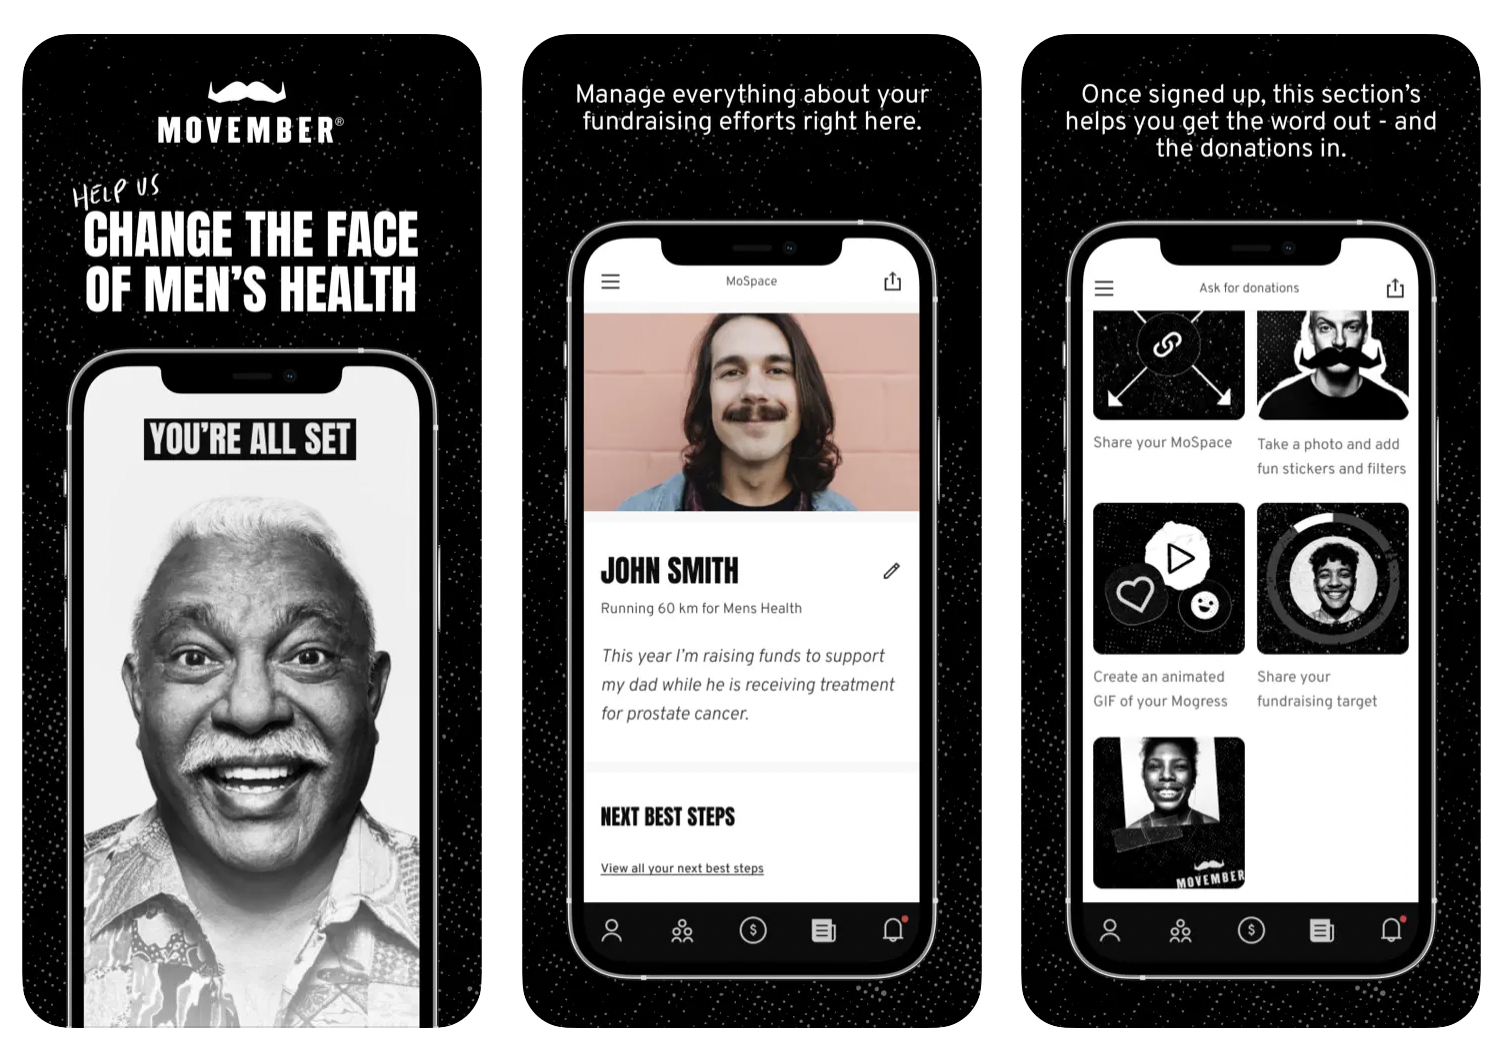 MOVEMBER®
HELP US
CHANGE THE FACE
OF MEN'S HEALTH
YOU'RE ALL SET
Manage everything about your
fundraising efforts right here.
MoSpace
JOHN SMITH
Running 60 km for Mens Health
This year I'm raising funds to support
my dad while he is receiving treatment
for prostate cancer.
NEXT BEST STEPS
View all your next best steps
$
Once signed up, this section's
helps you get the word out - and
the donations in.
Ask for donations
Share your MoSpace
Take a photo and add
fun stickers and filters
Create an animated
GIF of your Mogress
Share your
fundraising target
MOVEMBER
$